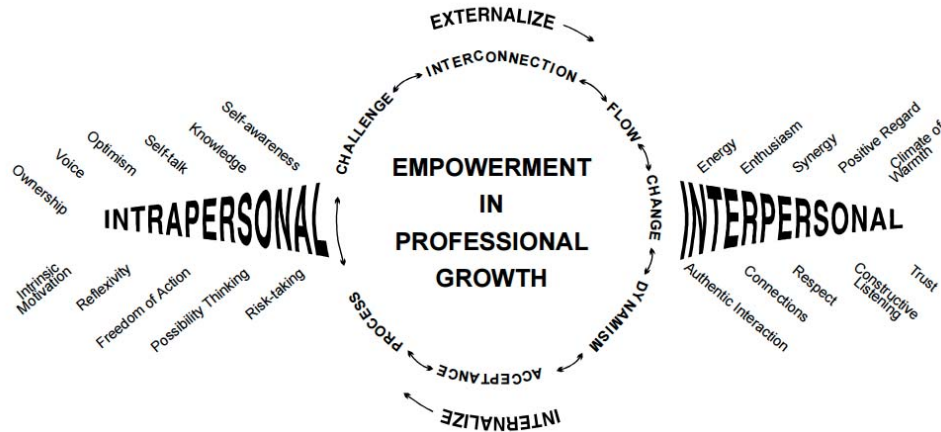 EXTERNALIZE
INTERCONNECTION
FLOW
CHANGE
DYNAMISM
ACCEPTANCE
PROCESS
CHALLENGE
INTERNALIZE
EMPOWERMENT
IN
PROFESSIONAL
GROWTH
Ownership
Voice
Optimism
Self-talk
Knowledge
Self-awareness
INTRAPERSONAL
Intrinsic
Motivation
Reflexivity
Freedom of Action
Possibility Thinking
Risk-taking
Energy
Enthusiasm
Synergy
Positive Regard
Climate of
Warmth
INTERPERSONAL
Authentic Interaction
Connections
Respect
Constructive
Listening
Trust